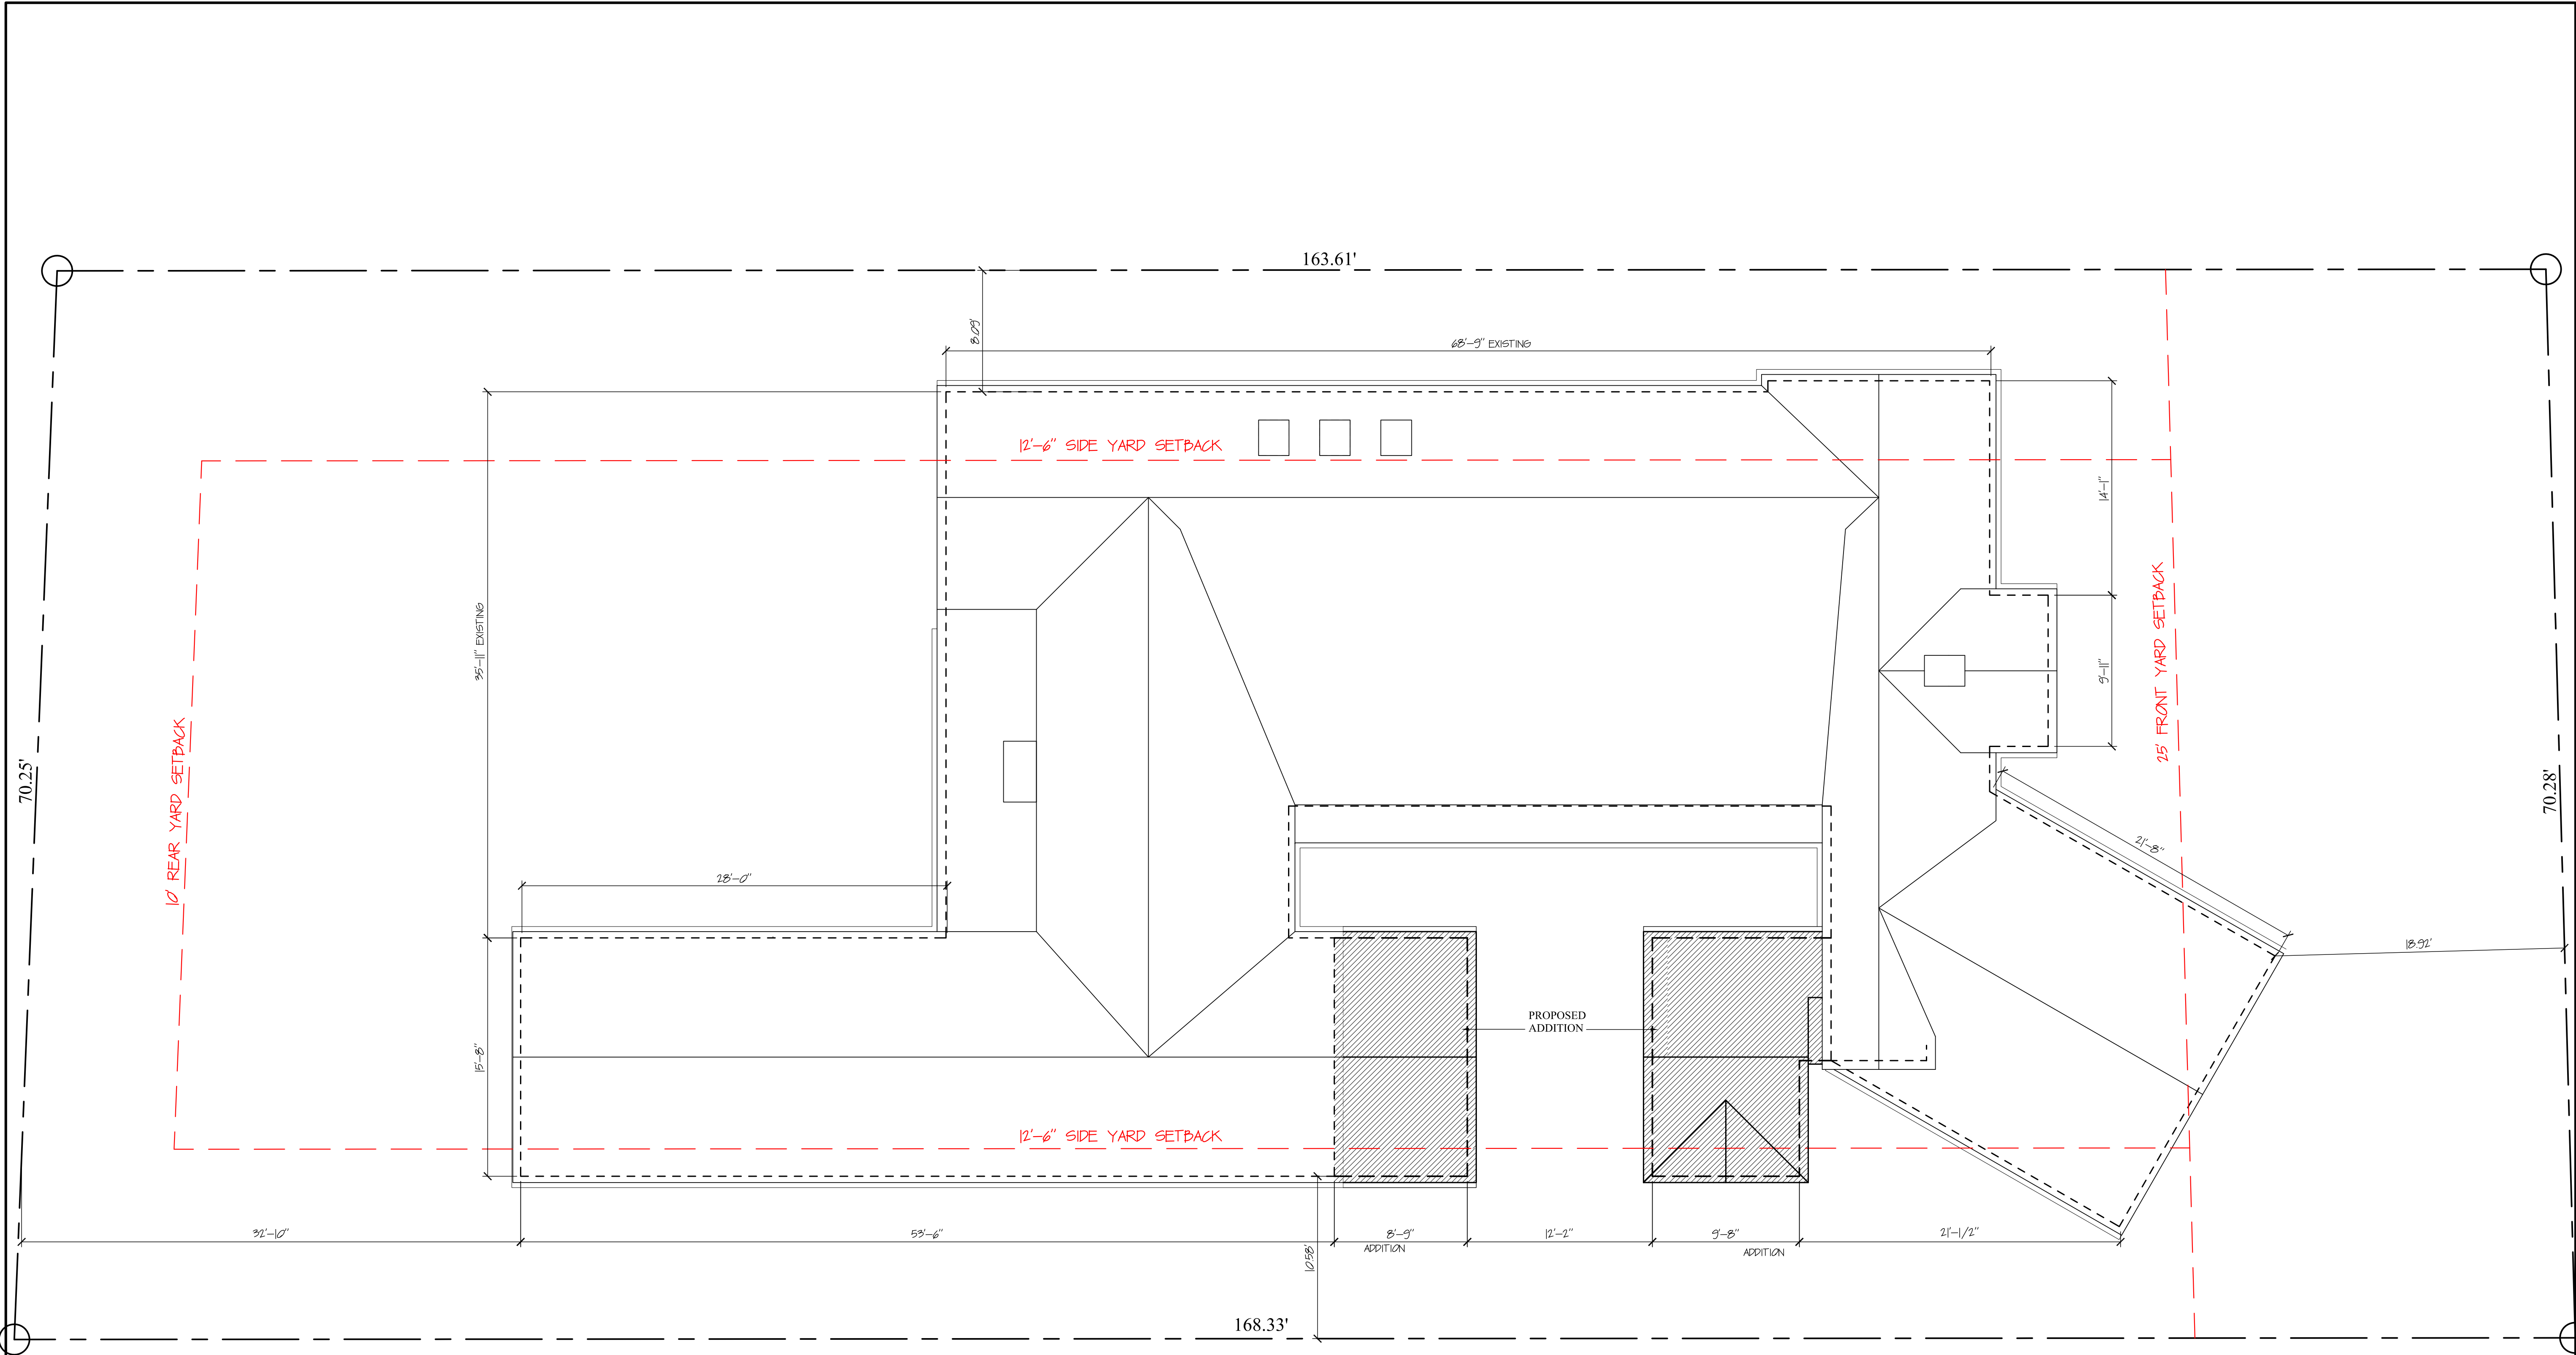 163.61'
8.09'
68'-9" EXISTING
12'-6" SIDE YARD SETBACK
14'-1"
35'-11" EXISTING
25' FRONT YARD SETBACK
9'-11"
10' REAR YARD SETBACK
70.25'
70.28'
21'-8"
28'-0"
18.92'
PROPOSED
ADDITION
15'-8"
12'-6" SIDE YARD SETBACK
32'-10"
53'-6"
8'-9"
ADDITION
12'-2"
9'-8"
ADDITION
21'-1/2"
10.58'
168.33'